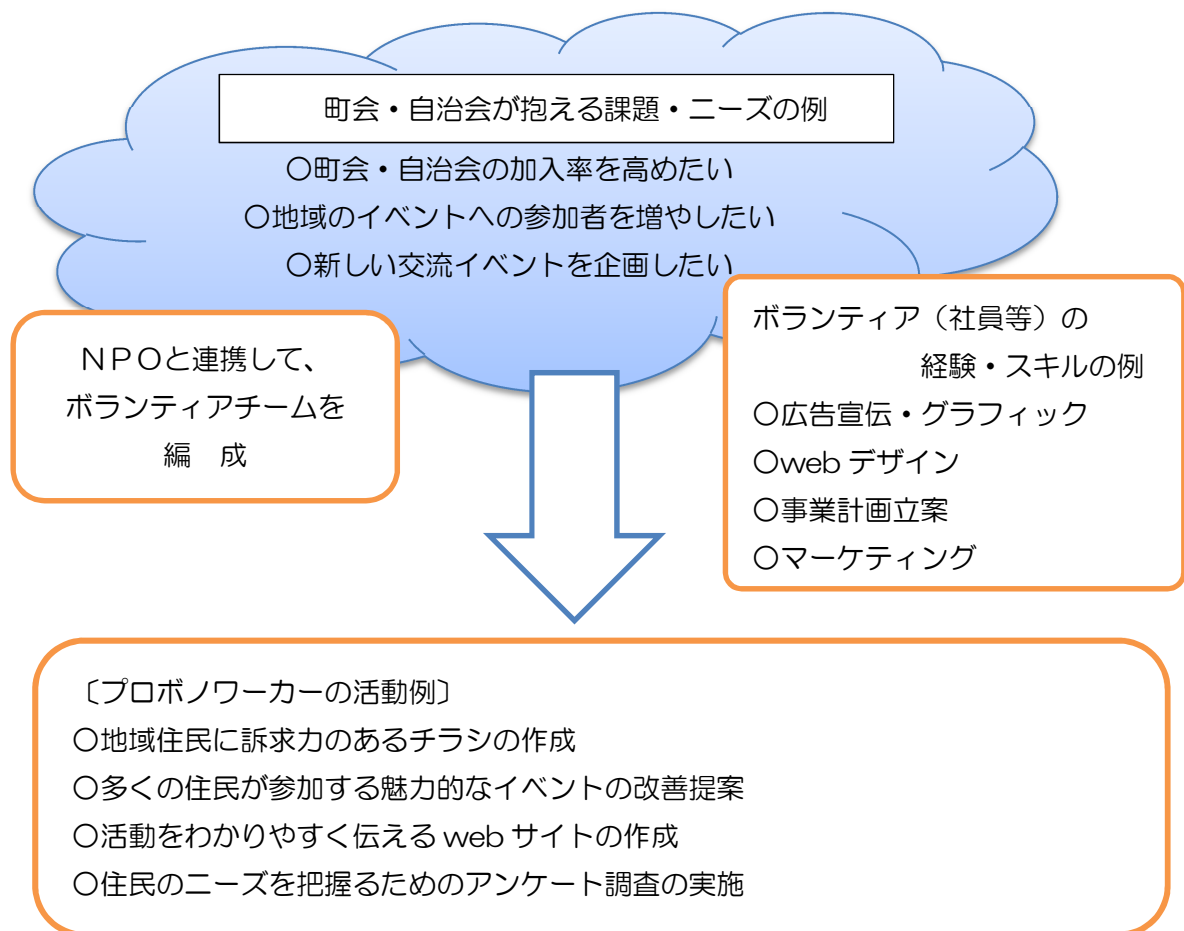 町会・自治会が抱える課題・ニーズの例
〇町会・自治会の加入率を高めたい
〇地域のイベントへの参加者を増やしたい
〇新しい交流イベントを企画したい
ＮＰＯと連携して、
ボランティアチームを
編　成
ボランティア（社員等）の
経験・スキルの例
〇広告宣伝・グラフィック
〇web デザイン
〇事業計画立案
〇マーケティング
〔プロボノワーカーの活動例〕
〇地域住民に訴求力のあるチラシの作成
〇多くの住民が参加する魅力的なイベントの改善提案
〇活動をわかりやすく伝える web サイトの作成
〇住民のニーズを把握るためのアンケート調査の実施